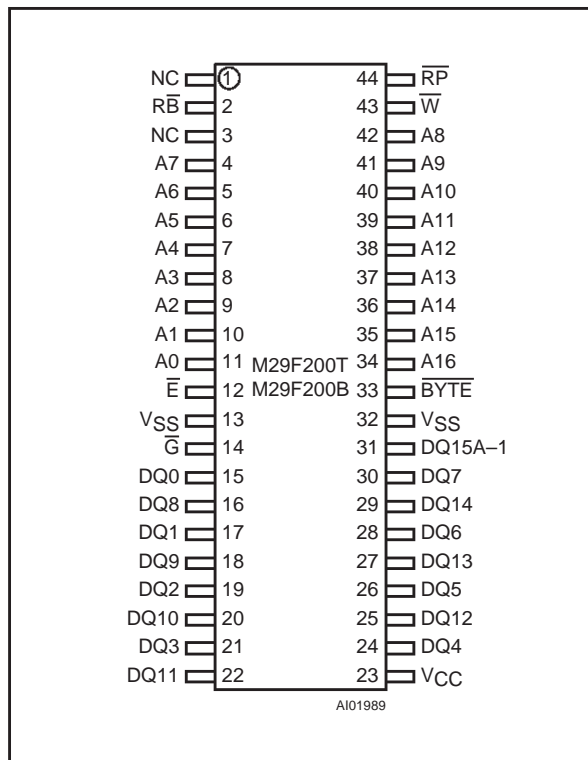 NC 1 44 R̅P̅
RB̅ 2 43 W̅
NC 3 42 A8
A7 4 41 A9
A6 5 40 A10
A5 6 39 A11
A4 7 38 A12
A3 8 37 A13
A2 9 36 A14
A1 10 35 A15
A0 11 M29F200T 34 A16
E̅ 12 M29F200B 33 B̅Y̅T̅E̅
VSS 13 32 VSS
G̅ 14 31 DQ15A–1
DQ0 15 30 DQ7
DQ8 16 29 DQ14
DQ1 17 28 DQ6
DQ9 18 27 DQ13
DQ2 19 26 DQ5
DQ10 20 25 DQ12
DQ3 21 24 DQ4
DQ11 22 23 VCC
AI01989